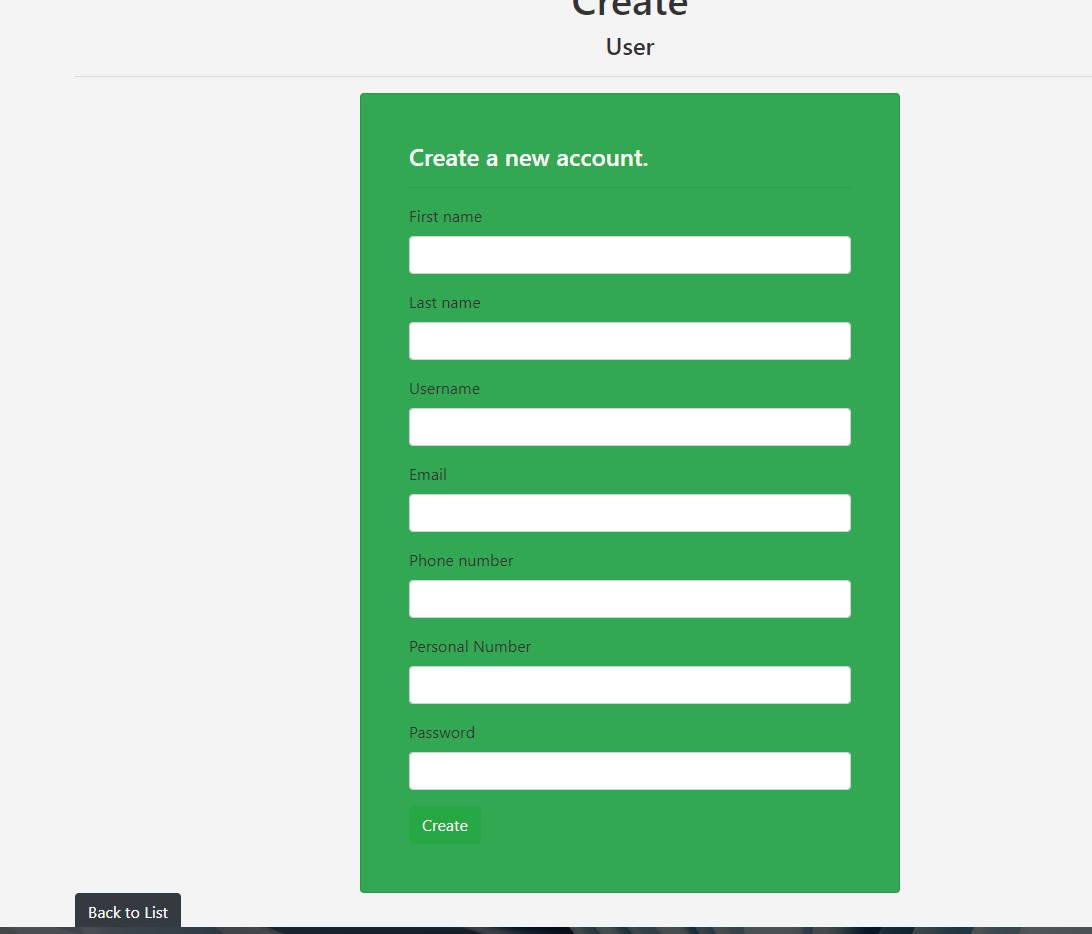 Create
User
Create a new account.
First name
Last name
Username
Email
Phone number
Personal Number
Password
Create
Back to List